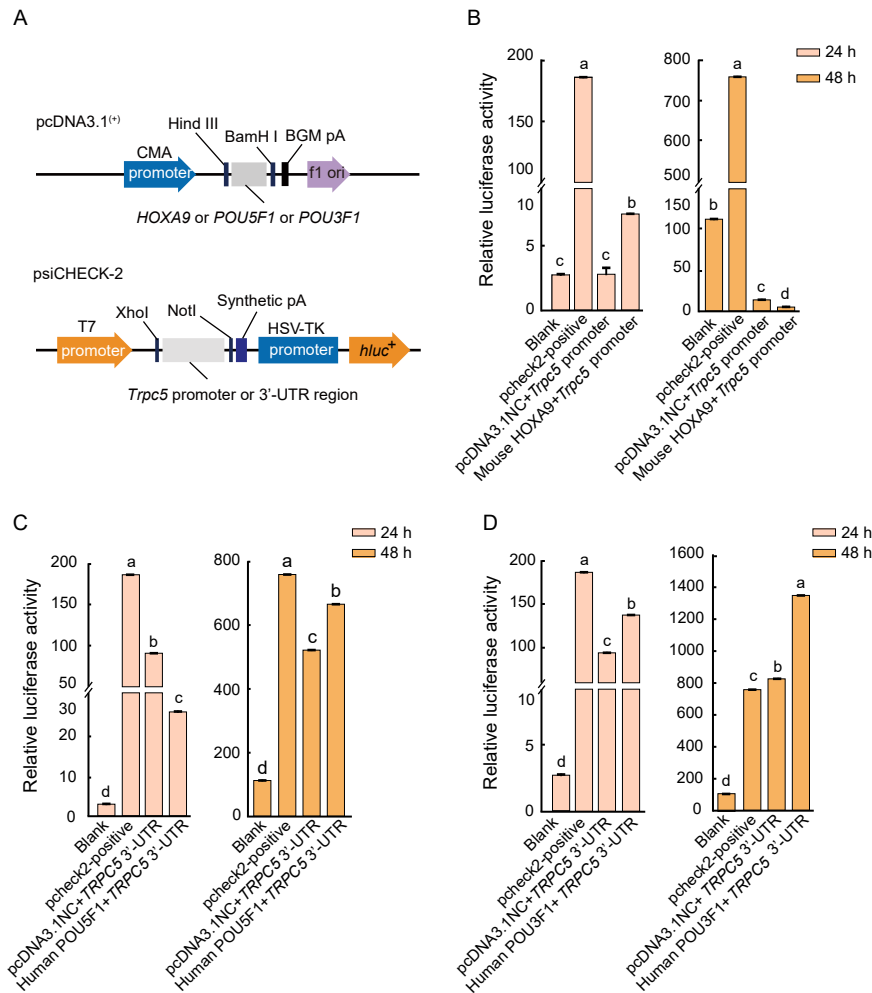 A
pcDNA3.1(+)
Hind III
BamH I
BGM pA
CMA
promoter
f1 ori
HOXA9 or POU5F1 or POU3F1
psiCHECK-2
XhoI
NotI
Synthetic pA
T7
promoter
HSV-TK
promoter
hluc+
Trpc5 promoter or 3'-UTR region
B
24 h
48 h
Relative luciferase activity
200
150
100
10
5
0
c
a
c
b
Blank
pcheck2-positive
pcDNA3.1NC+Trpc5 promoter
Mouse HOXA9+Trpc5 promoter
800
700
600
500
150
100
50
0
b
a
c
d
Blank
pcheck2-positive
pcDNA3.1NC+Trpc5 promoter
Mouse HOXA9+Trpc5 promoter
C
24 h
48 h
Relative luciferase activity
200
150
100
50
30
20
10
0
d
a
b
c
Blank
pcheck2-positive
pcDNA3.1NC+TRPC5 3'-UTR
Human POU5F1+TRPC5 3'-UTR
800
600
400
200
0
d
a
c
b
Blank
pcheck2-positive
pcDNA3.1NC+TRPC5 3'-UTR
Human POU5F1+TRPC5 3'-UTR
D
24 h
48 h
Relative luciferase activity
200
150
100
10
5
0
d
a
c
b
Blank
pcheck2-positive
pcDNA3.1NC+TRPC5 3'-UTR
Human POU3F1+ TRPC5 3'-UTR
1600
1400
1200
1000
800
600
400
200
0
d
c
b
a
Blank
pcheck2-positive
pcDNA3.1NC+ TRPC5 3'-UTR
Human POU3F1+ TRPC5 3'-UTR